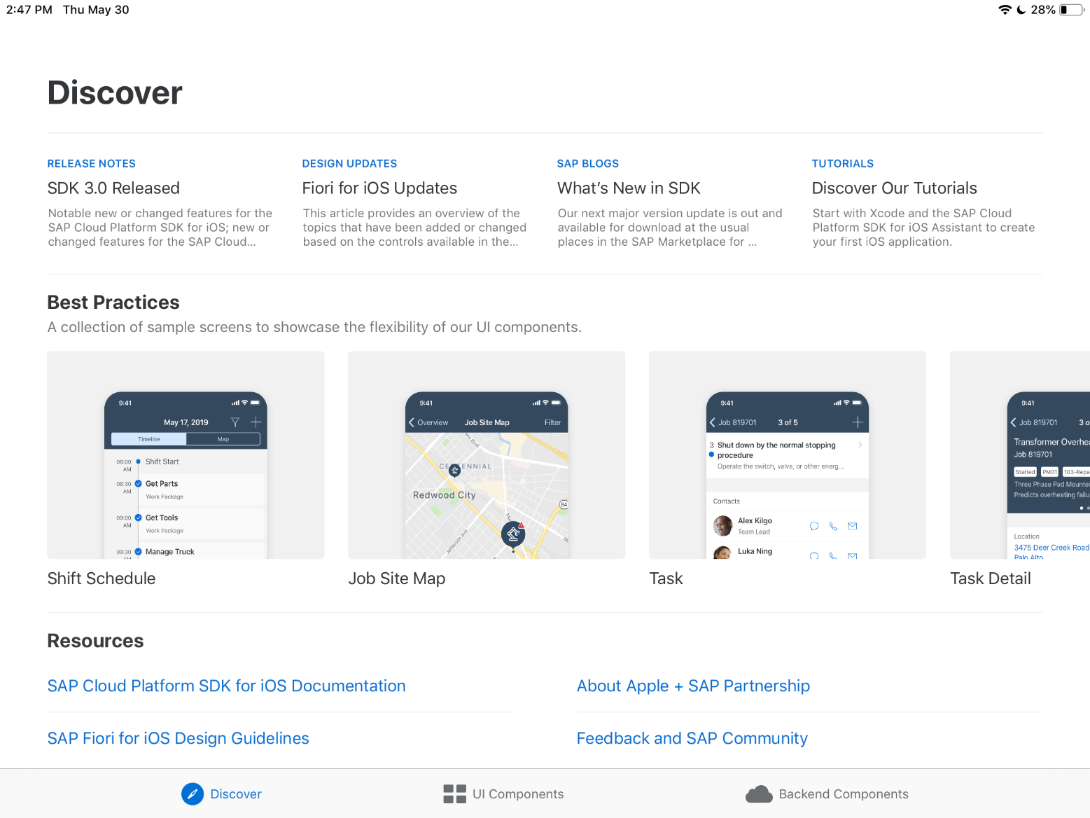 2:47 PM Thu May 30
28%
Discover
RELEASE NOTES
SDK 3.0 Released
Notable new or changed features for the
SAP Cloud Platform SDK for iOS; new or
changed features for the SAP Cloud...
DESIGN UPDATES
Fiori for iOS Updates
This article provides an overview of the
topics that have been added or changed
based on the controls available in the...
SAP BLOGS
What's New in SDK
Our next major version update is out and
available for download at the usual
places in the SAP Marketplace for ...
TUTORIALS
Discover Our Tutorials
Start with Xcode and the SAP Cloud
Platform SDK for iOS Assistant to create
your first iOS application.
Best Practices
A collection of sample screens to showcase the flexibility of our UI components.
9:41
May 17, 2019
Timeline Map
08:00 AM Shift Start
08:30 AM Get Parts
Work Package
09:00 AM Get Tools
Work Package
09:30 AM Manage Truck
Shift Schedule
9:41
Overview Job Site Map Filter
CENTENNIAL
Redwood City
84
Jefferson Ave
Job Site Map
9:41
Job 819701 3 of 5
3 Shut down by the normal stopping
procedure
Operate the switch, valve, or other energ...
Contacts
Alex Kilgo
Team Lead
Luka Ning
Task
9:41
Job 819701 3 o
Transformer Overhea
Job 819701
Started PM01 103-Repa
Three Phase Pad Mounte
Predicts overheating failu
Location
3475 Deer Creek Road
Palo Alto
Task Detail
Resources
SAP Cloud Platform SDK for iOS Documentation
About Apple + SAP Partnership
SAP Fiori for iOS Design Guidelines
Feedback and SAP Community
Discover
UI Components
Backend Components